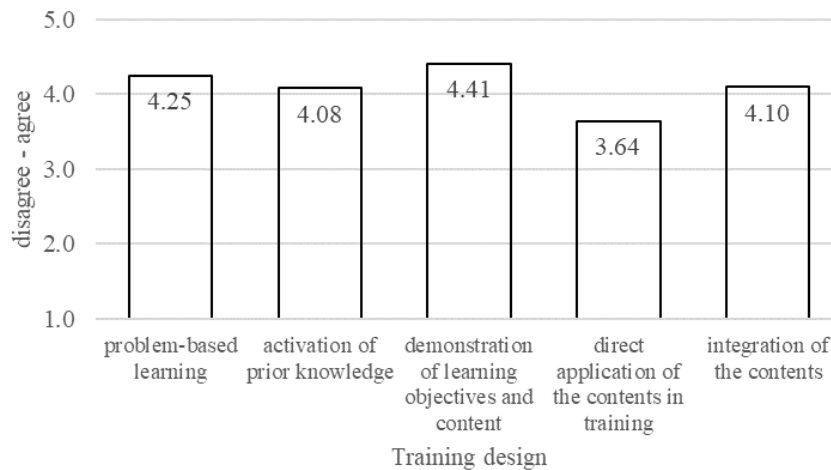 5.0
4.0
3.0
2.0
1.0
disagree - agree
4.25
4.08
4.41
3.64
4.10
problem-based
learning
activation of
prior knowledge
demonstration
of learning
objectives and
content
direct
application of
the contents in
training
integration of
the contents
Training design